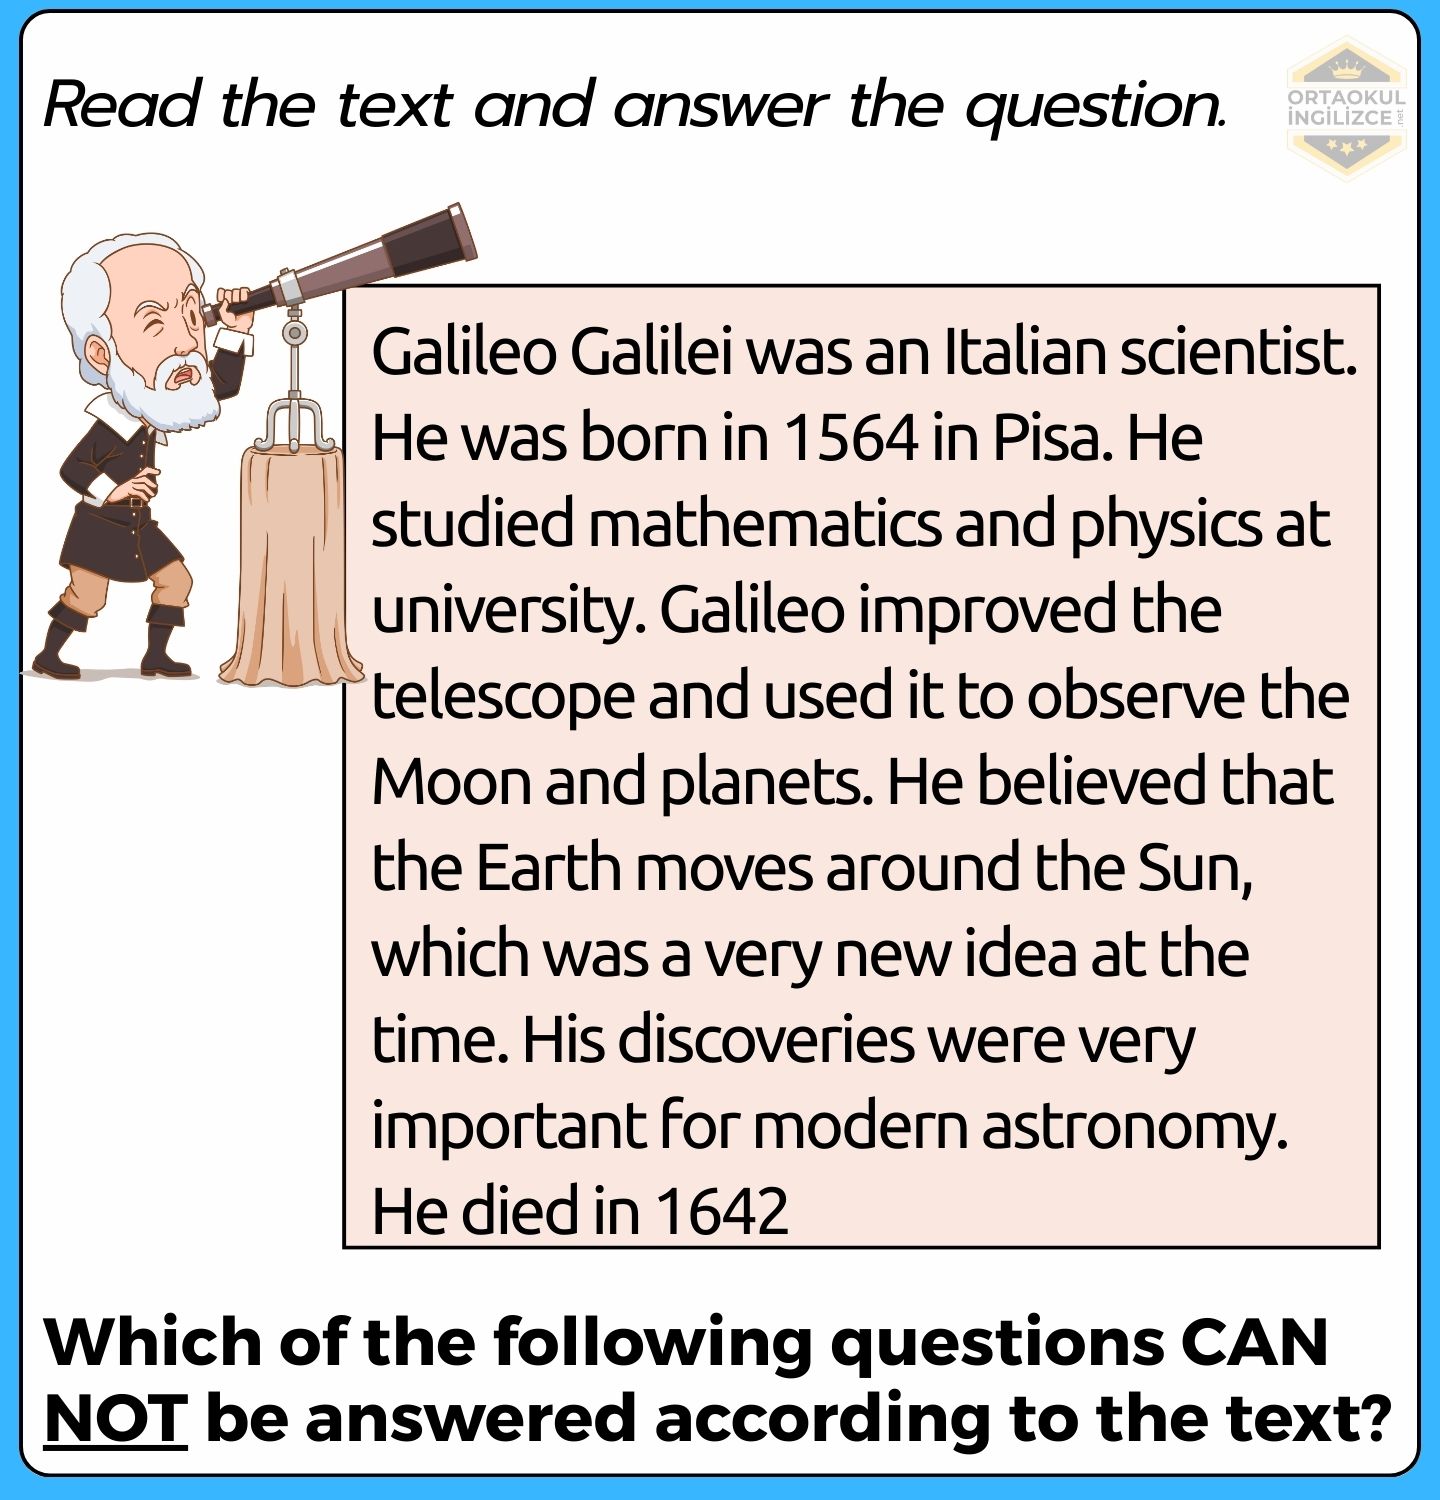 Read the text and answer the question.
ORTAOKUL
İNGİLİZCE
.net
Galileo Galilei was an Italian scientist.
He was born in 1564 in Pisa. He
studied mathematics and physics at
university. Galileo improved the
telescope and used it to observe the
Moon and planets. He believed that
the Earth moves around the Sun,
which was a very new idea at the
time. His discoveries were very
important for modern astronomy.
He died in 1642
Which of the following questions CAN
NOT be answered according to the text?